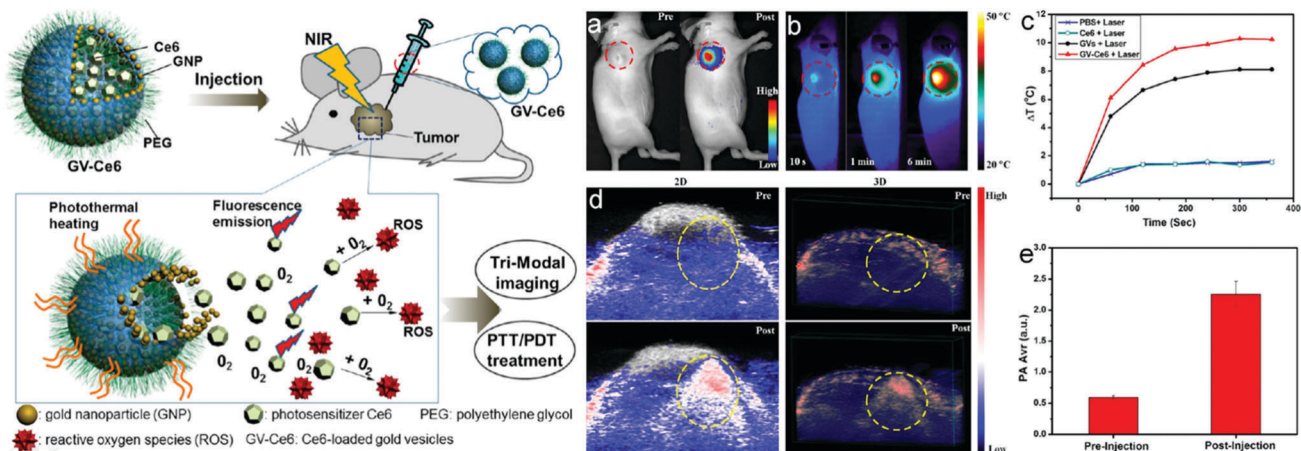 Ce6
GNP
PEG
GV-Ce6
Injection
NIR
GV-Ce6
Tumor
Photothermal
heating
Fluorescence
emission
ROS
+ O₂
O₂
O₂
+ O₂
ROS
O₂
O₂
O₂
+ O₂
ROS
Tri-Modal
imaging
PTT/PDT
treatment
: gold nanoparticle (GNP)
: photosensitizer Ce6
PEG: polyethylene glycol
: reactive oxygen species (ROS)
GV-Ce6: Ce6-loaded gold vesicles
a
Pre
Post
High
Low
b
10 s
1 min
6 min
50 °C
20 °C
c
PBS+ Laser
Ce6 + Laser
GVs + Laser
GV-Ce6 + Laser
ΔT (°C)
12
10
8
6
4
2
0
0
100
200
300
400
Time (Sec)
2D
3D
d
Pre
Pre
Post
Post
High
Low
e
PA Avr (a.u.)
3.0
2.5
2.0
1.5
1.0
0.5
0.0
Pre-Injection
Post-Injection